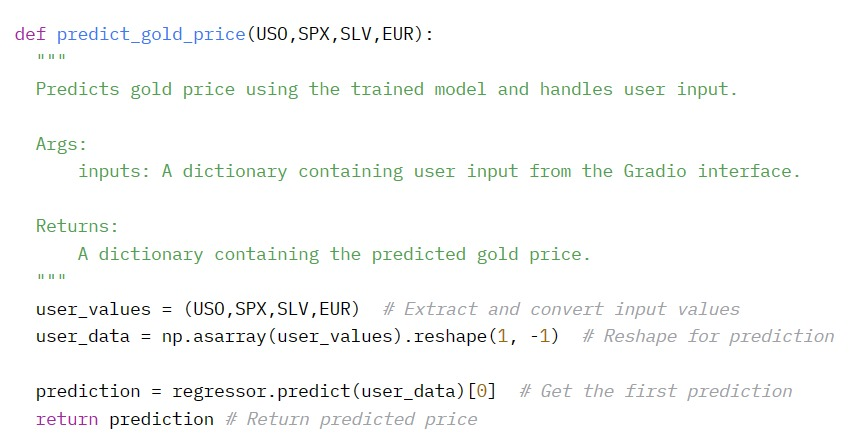 def predict_gold_price(USO,SPX,SLV,EUR):
"""
Predicts gold price using the trained model and handles user input.
Args:
inputs: A dictionary containing user input from the Gradio interface.
Returns:
A dictionary containing the predicted gold price.
"""
user_values = (USO,SPX,SLV,EUR)  # Extract and convert input values
user_data = np.asarray(user_values).reshape(1, -1)  # Reshape for prediction
prediction = regressor.predict(user_data)[0]  # Get the first prediction
return prediction # Return predicted price